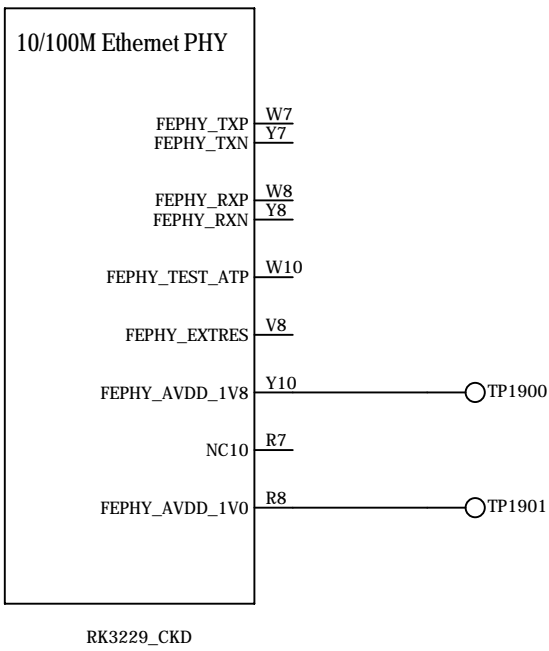 10/100M Ethernet PHY
FEPHY_TXP W7
FEPHY_TXN Y7
FEPHY_RXP W8
FEPHY_RXN Y8
FEPHY_TEST_ATP W10
FEPHY_EXTRES V8
FEPHY_AVDD_1V8 Y10 TP1900
NC10 R7
FEPHY_AVDD_1V0 R8 TP1901
RK3229_CKD